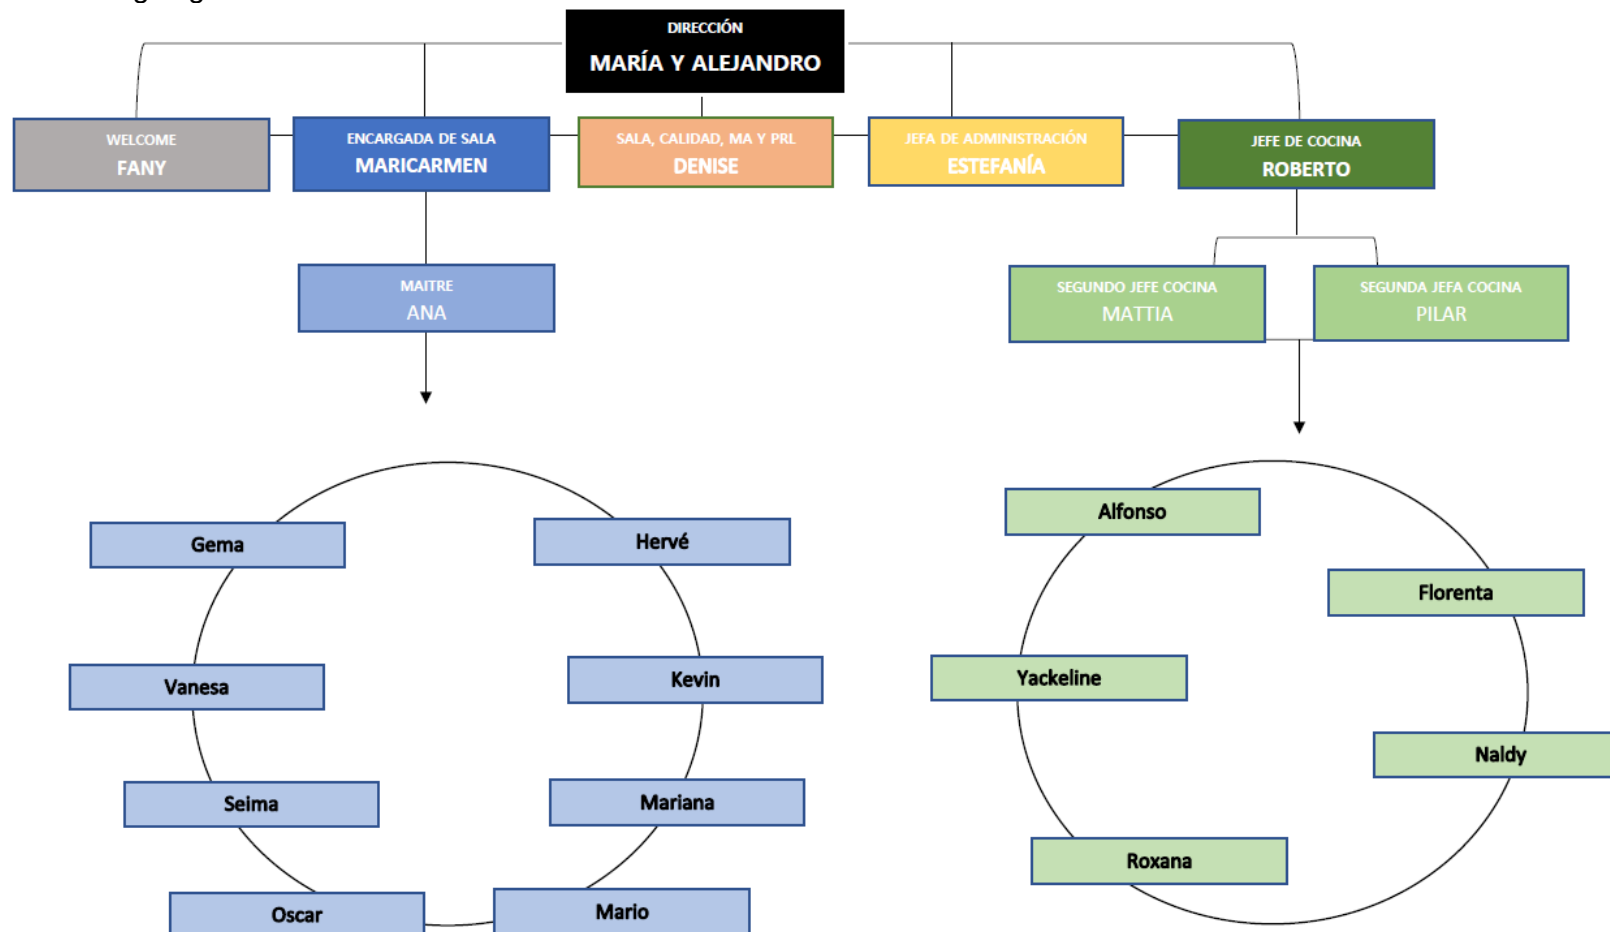 DIRECCIÓN
MARÍA Y ALEJANDRO
WELCOME
FANY
ENCARGADA DE SALA
MARICARMEN
SALA, CALIDAD, MA Y PRL
DENISE
JEFA DE ADMINISTRACIÓN
ESTEFANÍA
JEFE DE COCINA
ROBERTO
MAITRE
ANA
SEGUNDO JEFE COCINA
MATTIA
SEGUNDA JEFA COCINA
PILAR
Gema
Hervé
Vanesa
Kevin
Seima
Mariana
Oscar
Mario
Alfonso
Florenta
Yackeline
Naldy
Roxana